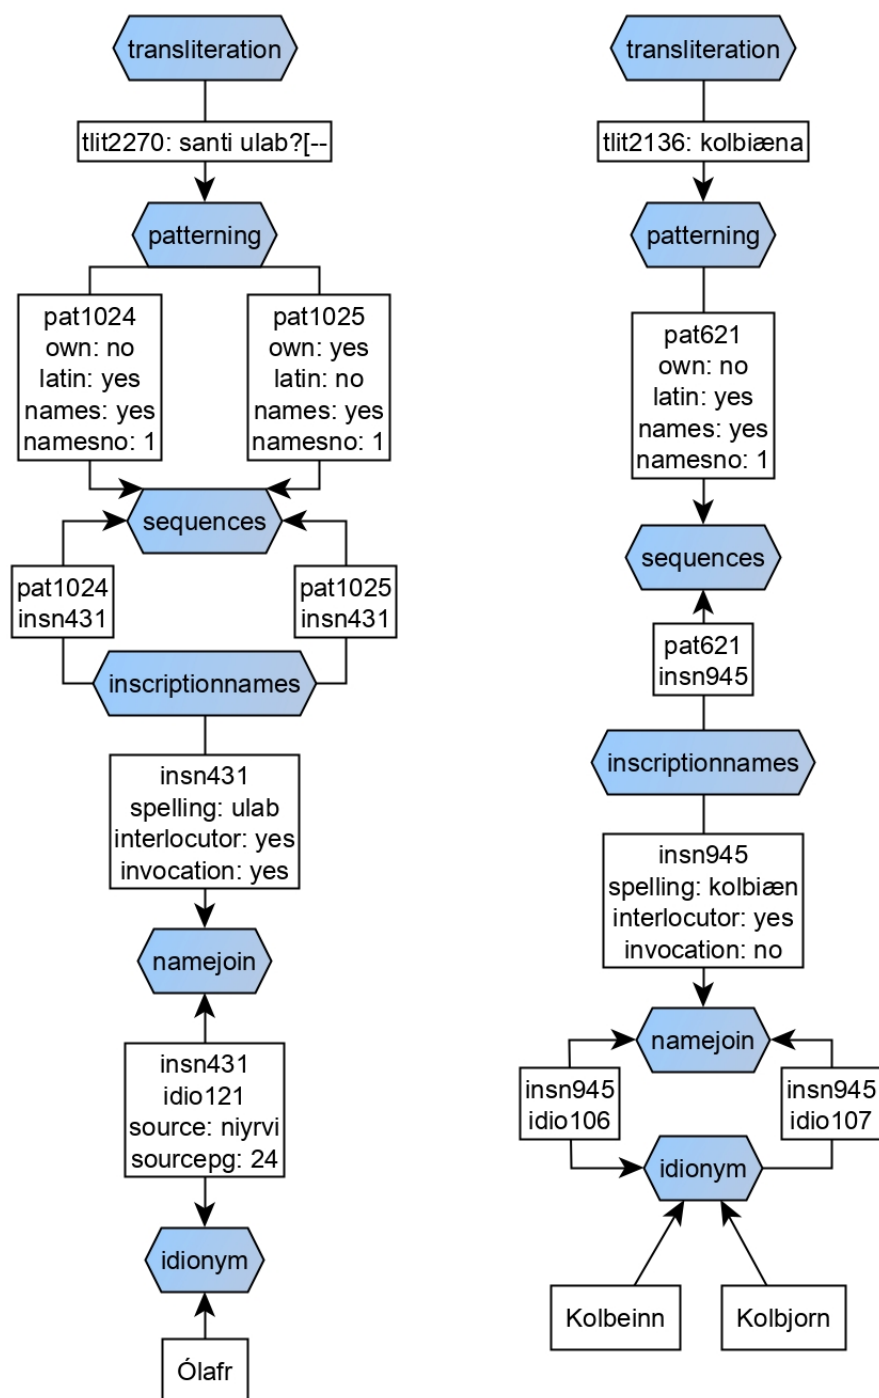 transliteration
tlit2270: santi ulab?[--
patterning
pat1024
own: no
latin: yes
names: yes
namesno: 1
pat1025
own: yes
latin: no
names: yes
namesno: 1
sequences
pat1024
insn431
pat1025
insn431
inscriptionnames
insn431
spelling: ulab
interlocutor: yes
invocation: yes
namejoin
insn431
idio121
source: niyrvi
sourcepg: 24
idionym
Ólafr
transliteration
tlit2136: kolbiæna
patterning
pat621
own: no
latin: yes
names: yes
namesno: 1
sequences
pat621
insn945
inscriptionnames
insn945
spelling: kolbiæn
interlocutor: yes
invocation: no
namejoin
insn945
idio106
insn945
idio107
idionym
Kolbeinn
Kolbjorn